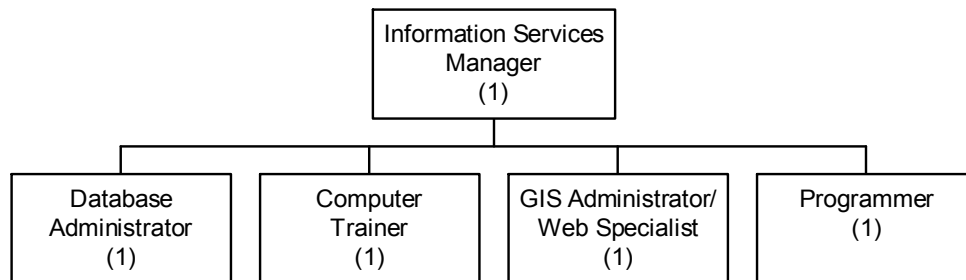 Information Services
Manager
(1)
Database
Administrator
(1)
Computer
Trainer
(1)
GIS Administrator/
Web Specialist
(1)
Programmer
(1)